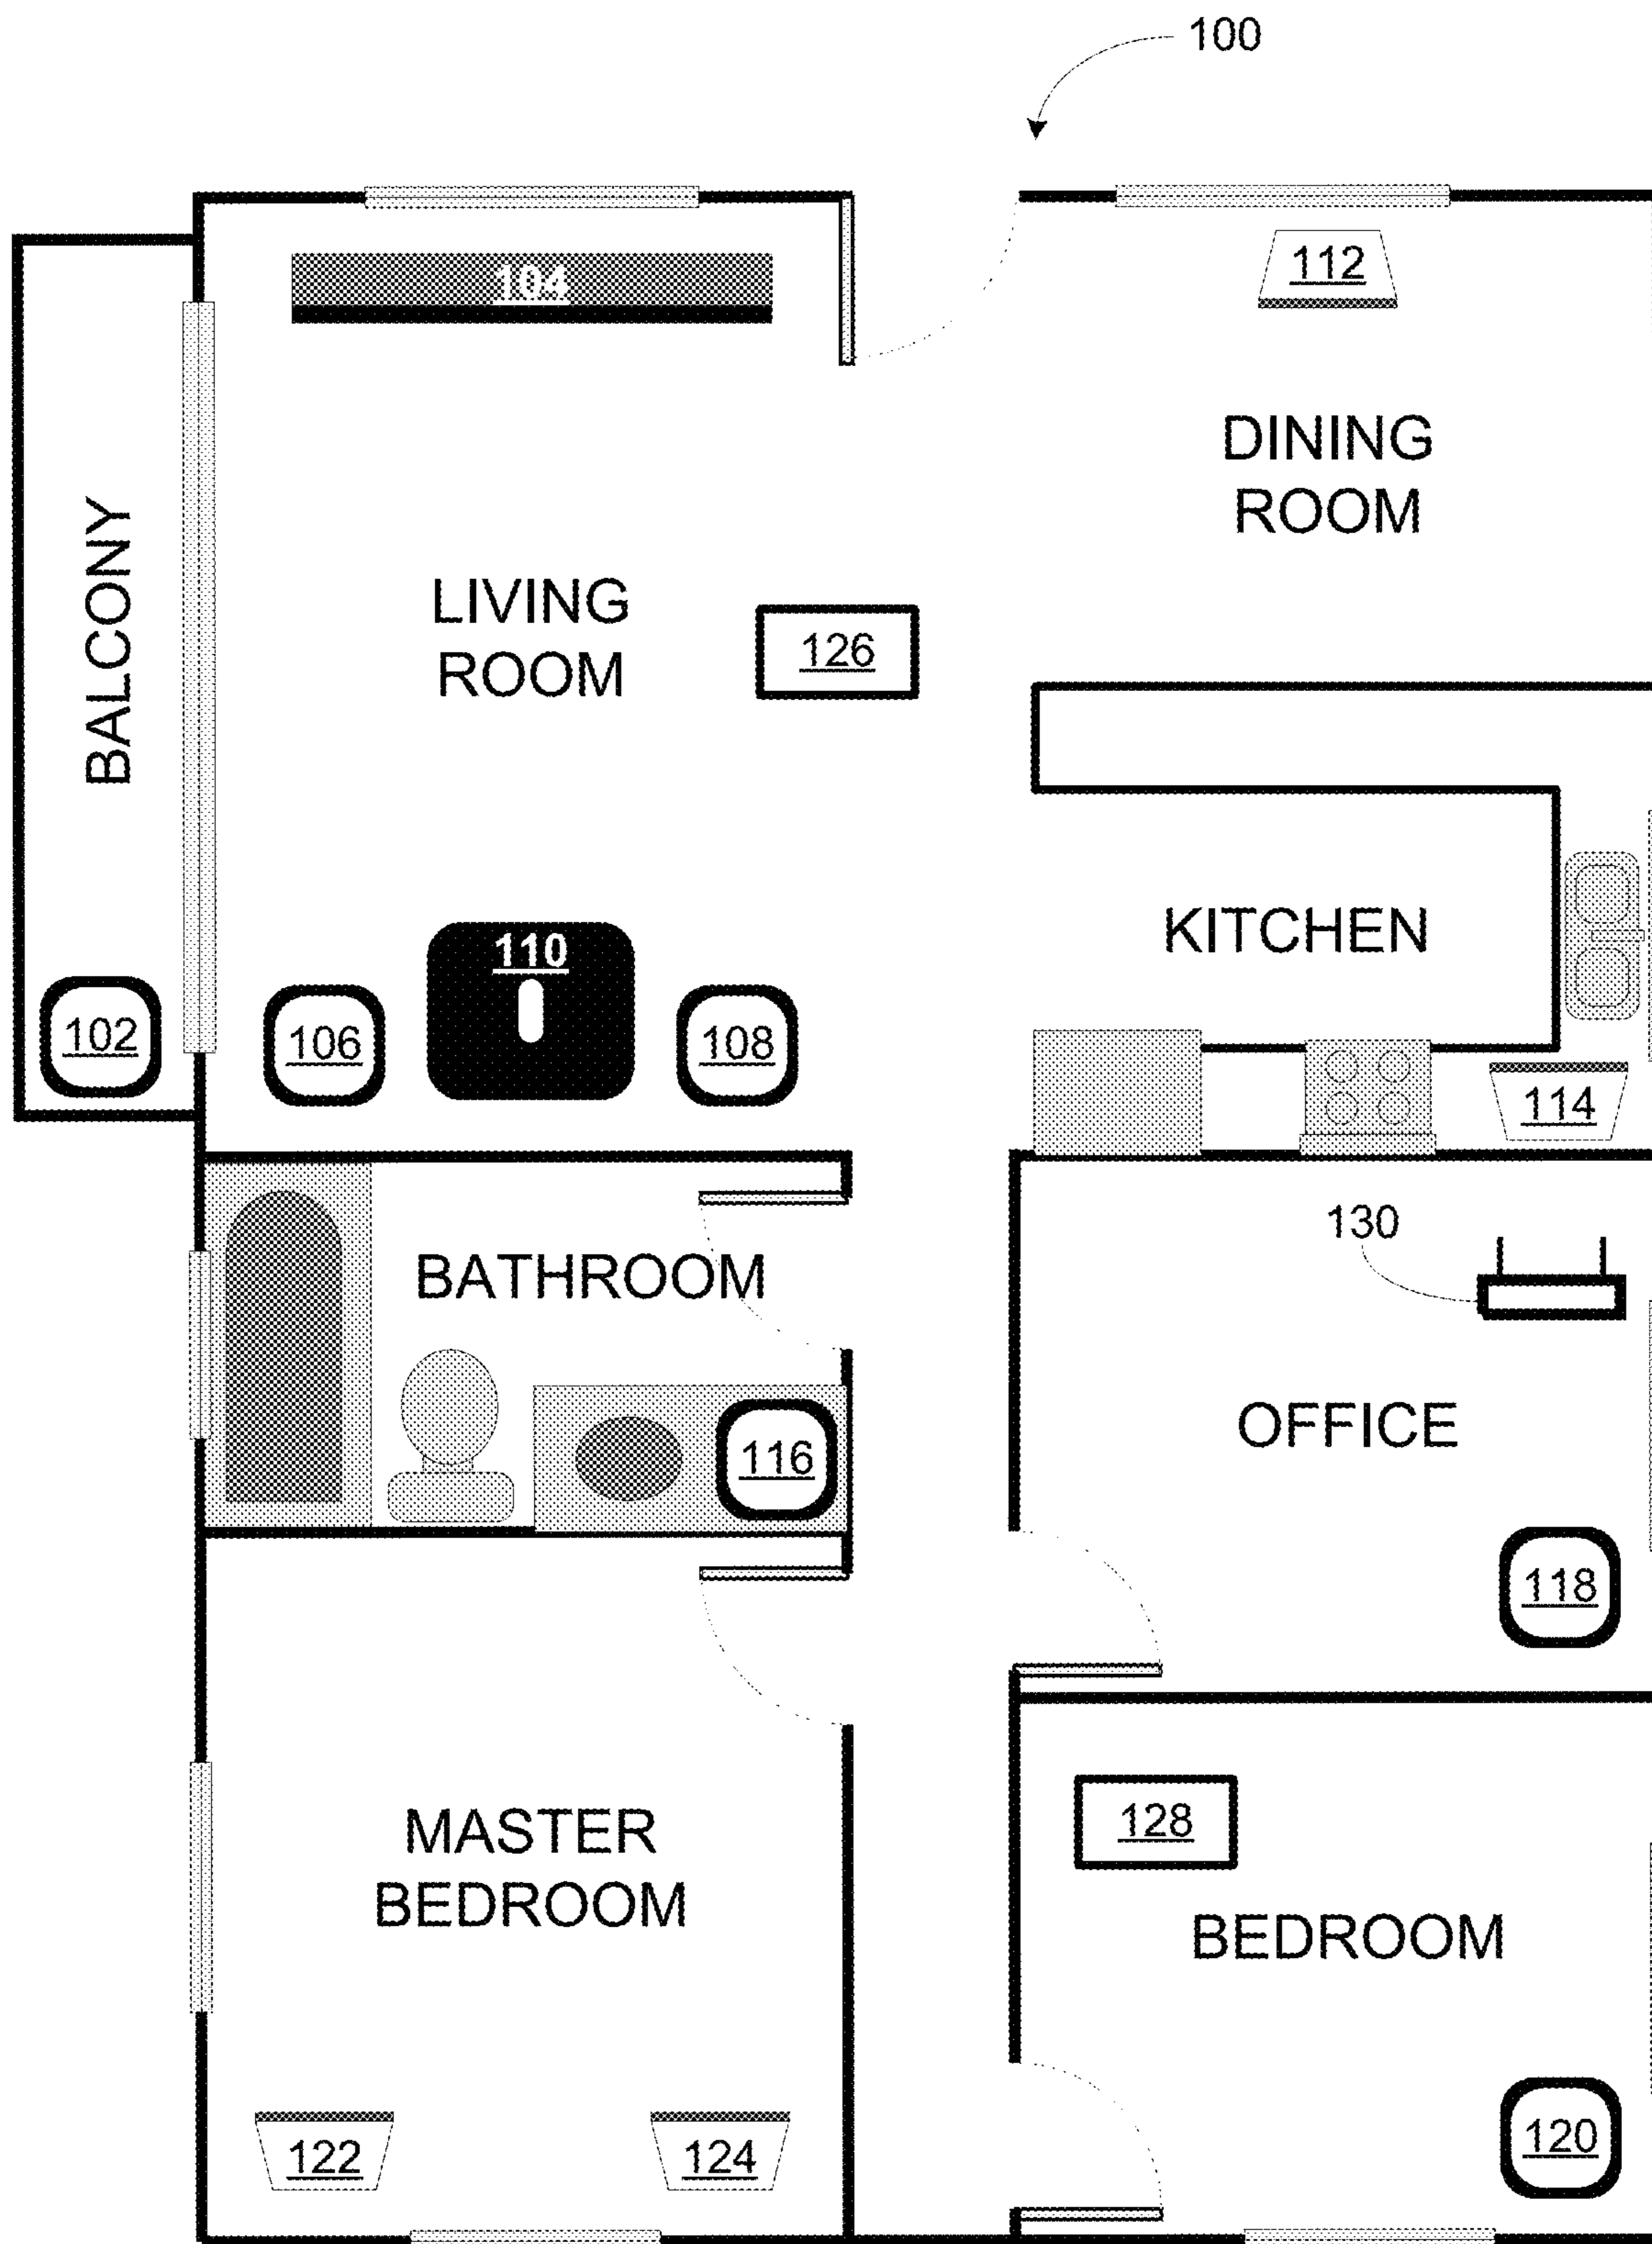 100
104
112
DINING
ROOM
BALCONY
LIVING
ROOM
126
KITCHEN
110
102
106
108
114
130
BATHROOM
OFFICE
116
118
MASTER
BEDROOM
128
BEDROOM
122
124
120